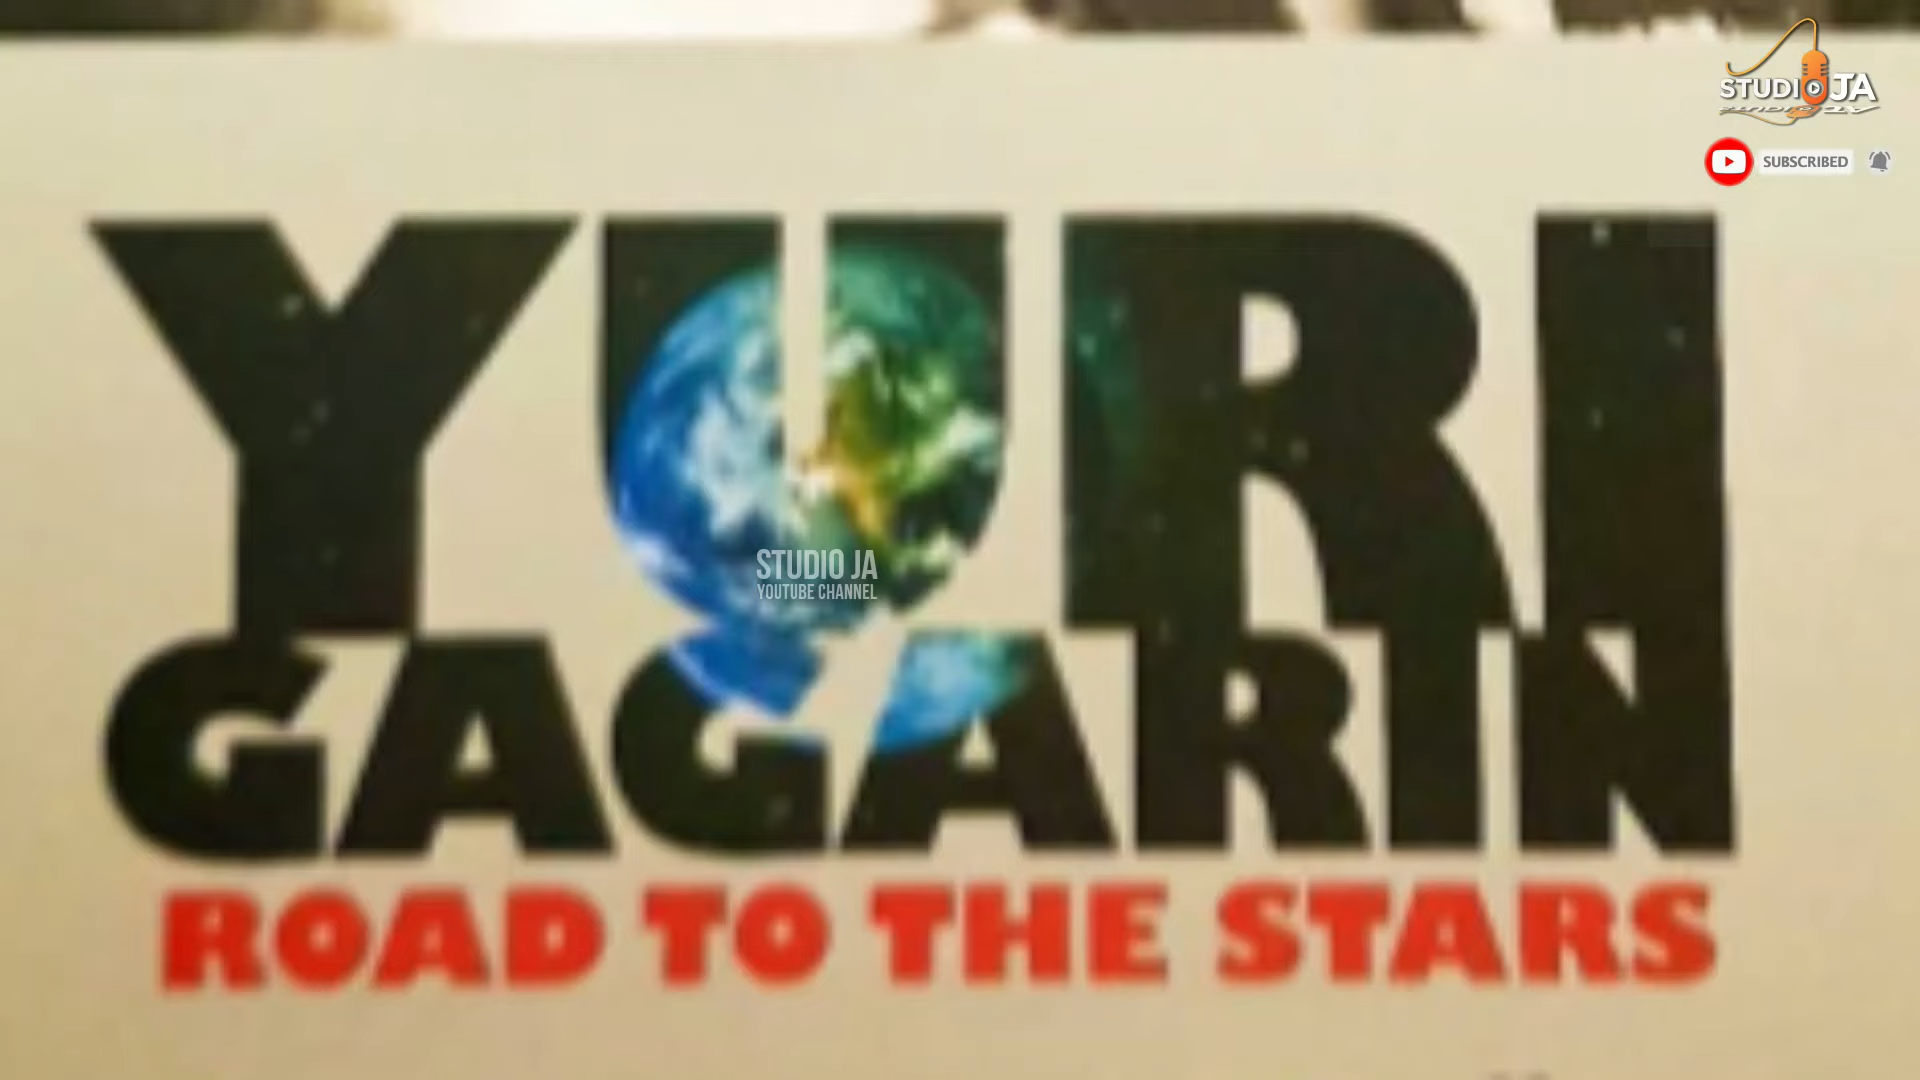 STUDIO JA
SUBSCRIBED
YURI
GAGARIN
ROAD TO THE STARS
STUDIO JA
YOUTUBE CHANNEL